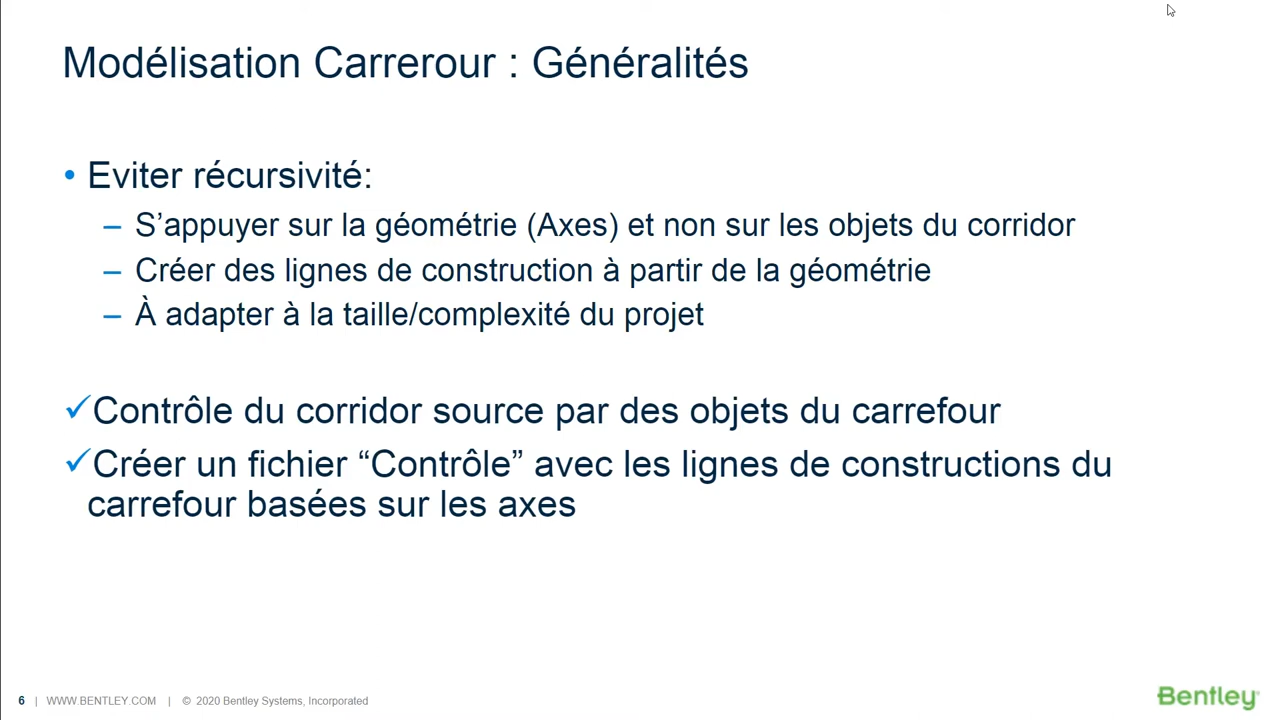 Modélisation Carrerour : Généralités
• Eviter récursivité:
– S’appuyer sur la géométrie (Axes) et non sur les objets du corridor
– Créer des lignes de construction à partir de la géométrie
– À adapter à la taille/complexité du projet
✓Contrôle du corridor source par des objets du carrefour
✓Créer un fichier “Contrôle” avec les lignes de constructions du
carrefour basées sur les axes
6 | WWW.BENTLEY.COM | © 2020 Bentley Systems, Incorporated
Bentley